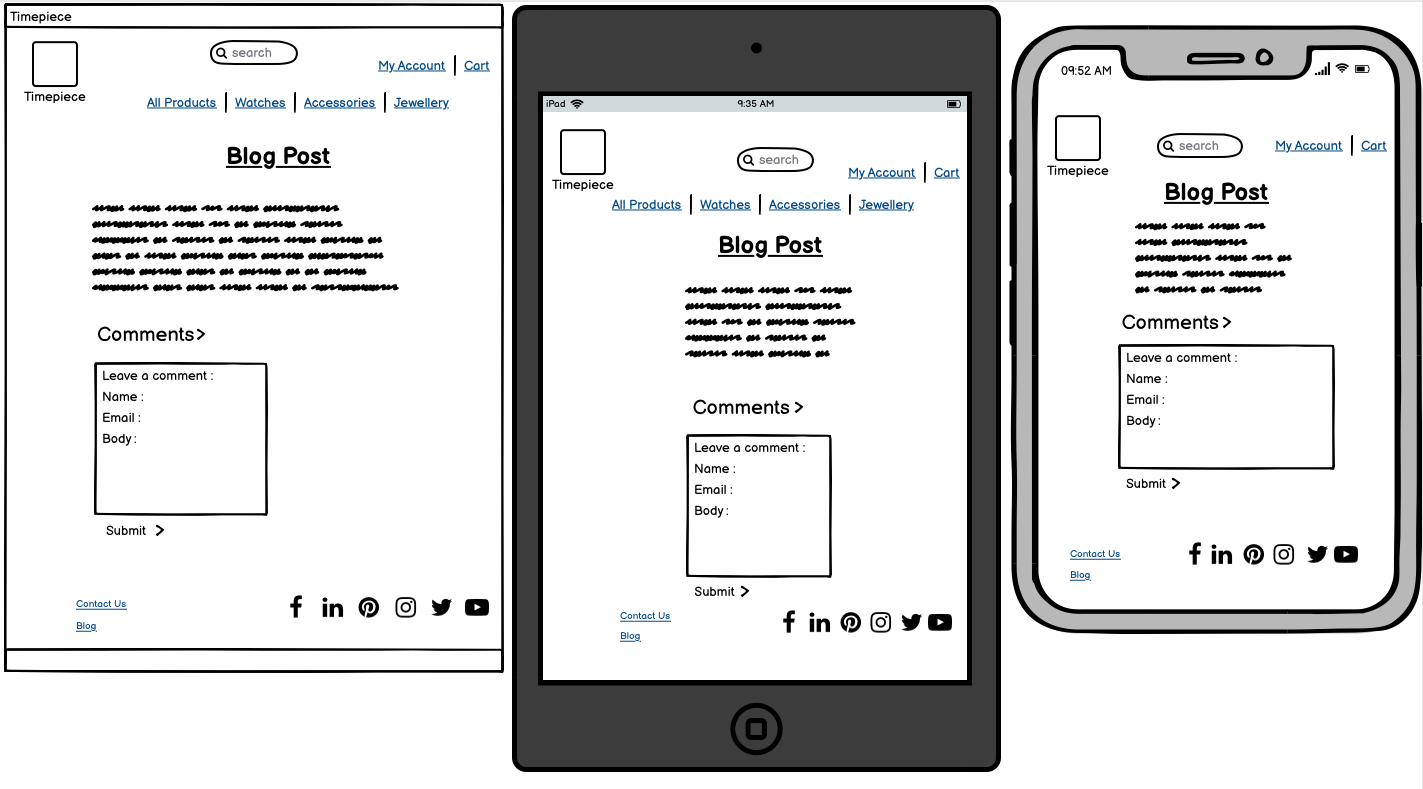 Timepiece
search
My Account Cart
Timepiece
All Products Watches Accessories Jewellery
Blog Post
Comments>
Leave a comment :
Name :
Email :
Body :
Submit >
Contact Us
Blog
iPad 9:35 AM
search
My Account Cart
Timepiece
All Products Watches Accessories Jewellery
Blog Post
Comments >
Leave a comment :
Name :
Email :
Body :
Submit >
Contact Us
Blog
09:52 AM
search
My Account Cart
Timepiece
Blog Post
Comments >
Leave a comment :
Name :
Email :
Body :
Submit >
Contact Us
Blog